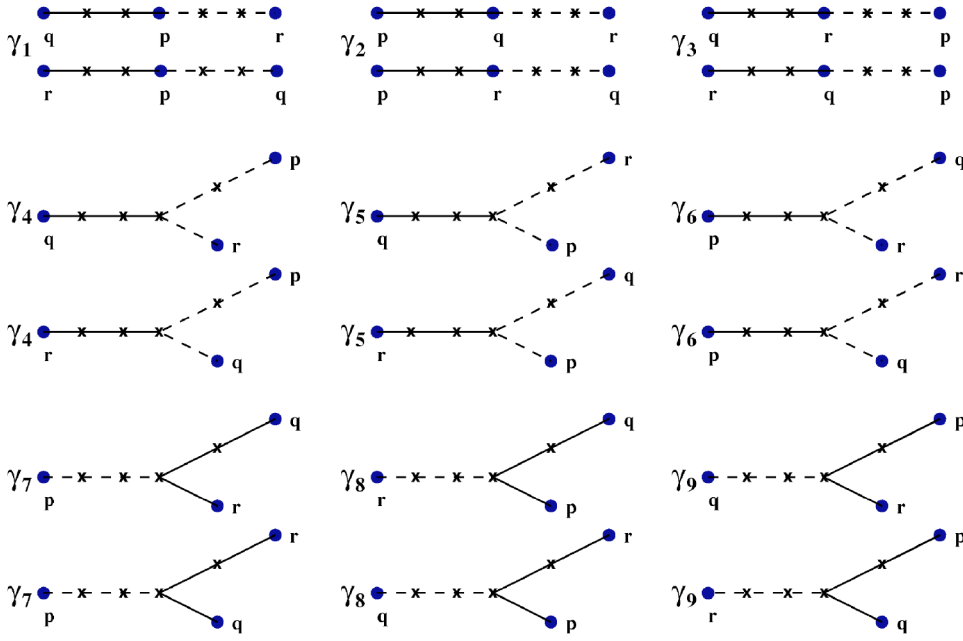 γ1 q p r γ2 p q r γ3 q r p
r p q p r q r q p
γ4 q p r γ5 q r p γ6 p q r
γ4 r p q γ5 r q p γ6 p r q
γ7 p q r γ8 r q p γ9 q p r
γ7 p r q γ8 q r p γ9 r p q